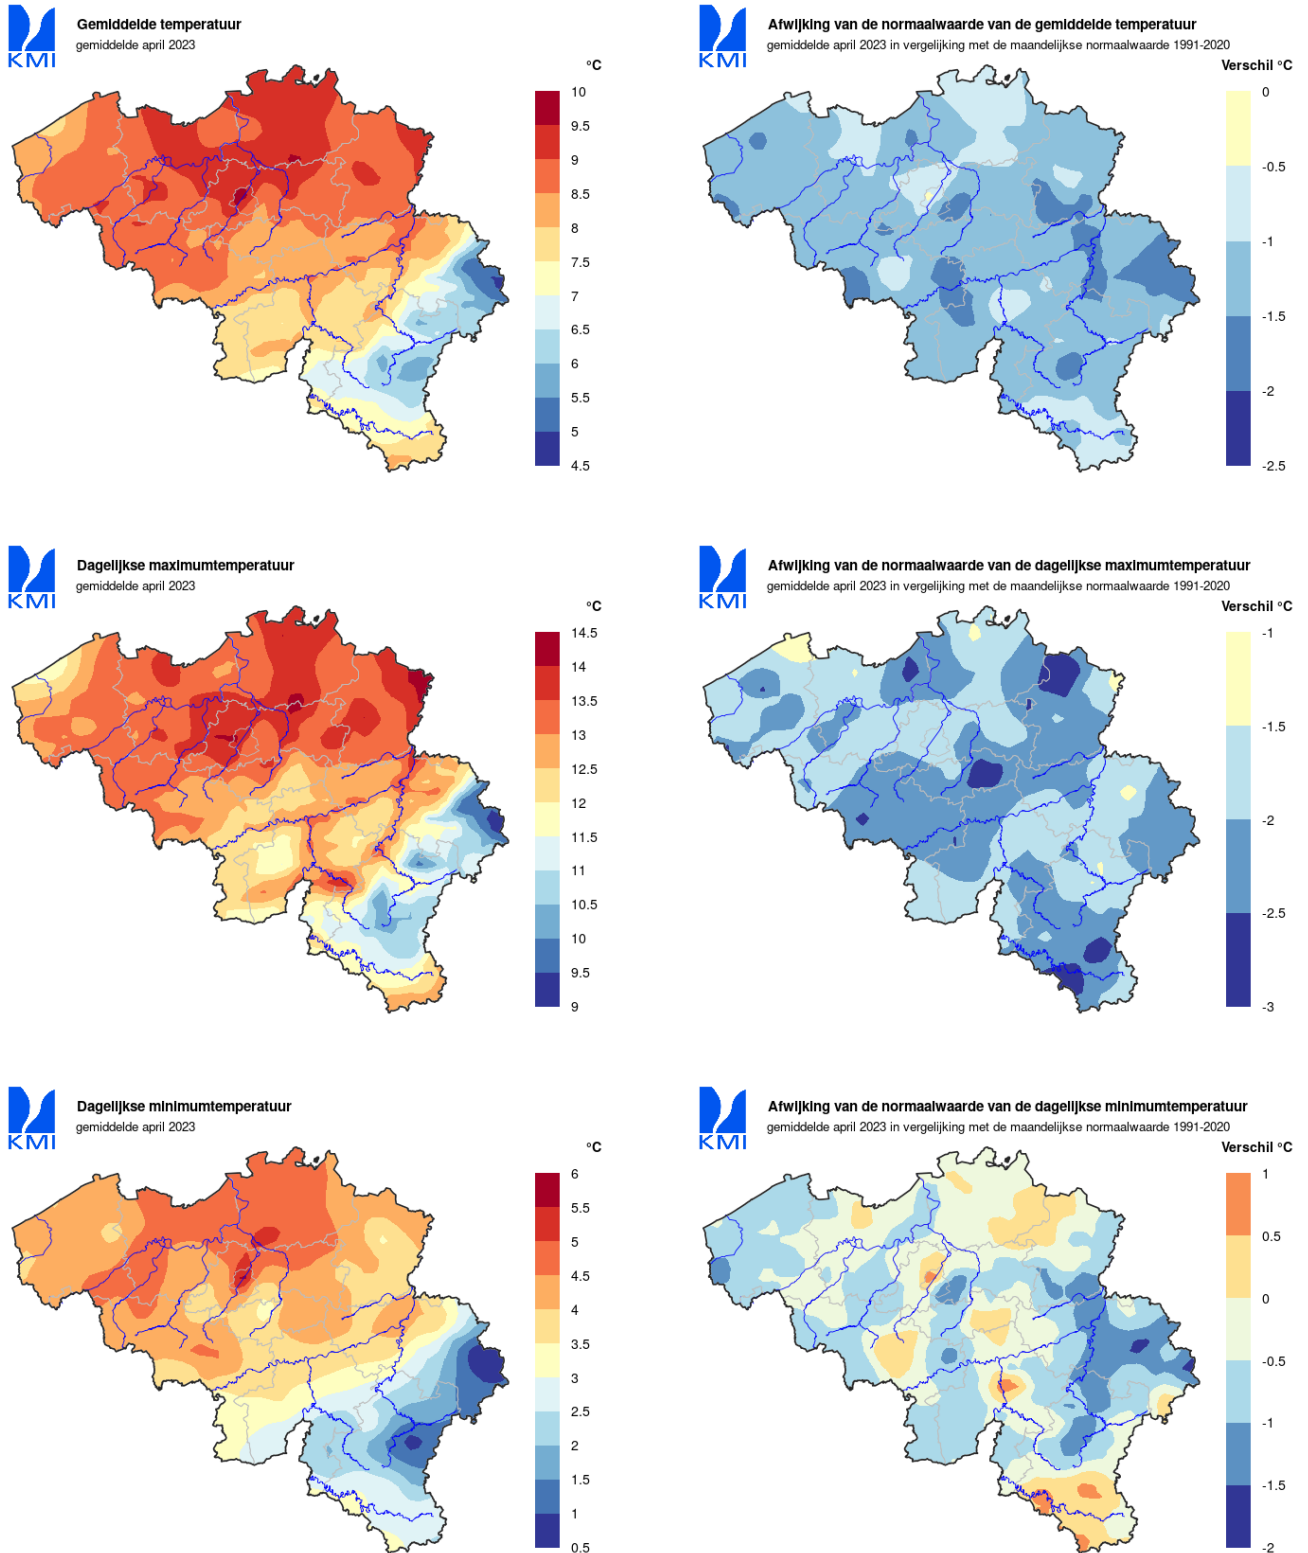 Gemiddelde temperatuur
gemiddelde april 2023
KMI
°C
10
9.5
9
8.5
8
7.5
7
6.5
6
5.5
5
4.5
Afwijking van de normaalwaarde van de gemiddelde temperatuur
gemiddelde april 2023 in vergelijking met de maandelijkse normaalwaarde 1991-2020
KMI
Verschil °C
0
-0.5
-1
-1.5
-2
-2.5
Dagelijkse maximumtemperatuur
gemiddelde april 2023
KMI
°C
14.5
14
13.5
13
12.5
12
11.5
11
10.5
10
9.5
9
Afwijking van de normaalwaarde van de dagelijkse maximumtemperatuur
gemiddelde april 2023 in vergelijking met de maandelijkse normaalwaarde 1991-2020
KMI
Verschil °C
-1
-1.5
-2
-2.5
-3
Dagelijkse minimumtemperatuur
gemiddelde april 2023
KMI
°C
6
5.5
5
4.5
4
3.5
3
2.5
2
1.5
1
0.5
Afwijking van de normaalwaarde van de dagelijkse minimumtemperatuur
gemiddelde april 2023 in vergelijking met de maandelijkse normaalwaarde 1991-2020
KMI
Verschil °C
1
0.5
0
-0.5
-1
-1.5
-2